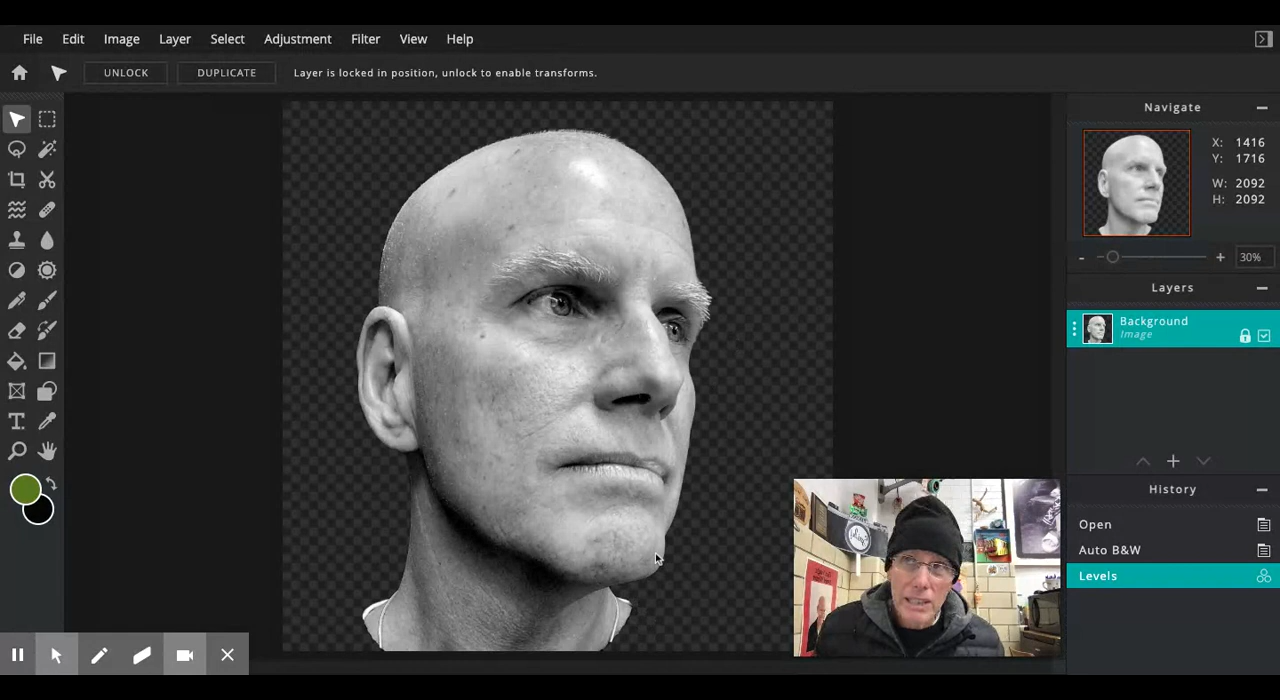 File Edit Image Layer Select Adjustment Filter View Help
UNLOCK DUPLICATE Layer is locked in position, unlock to enable transforms.
Navigate
X: 1416
Y: 1716
W: 2092
H: 2092
- + 30%
Layers
Background
Image
History
Open
Auto B&W
Levels
T